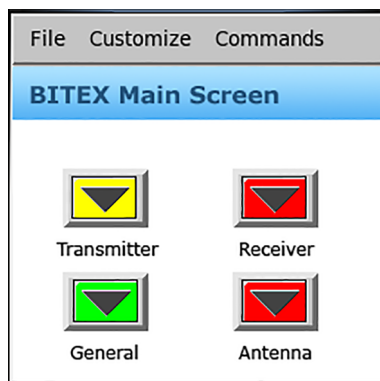 File Customize Commands
BITEX Main Screen
Transmitter Receiver
General Antenna